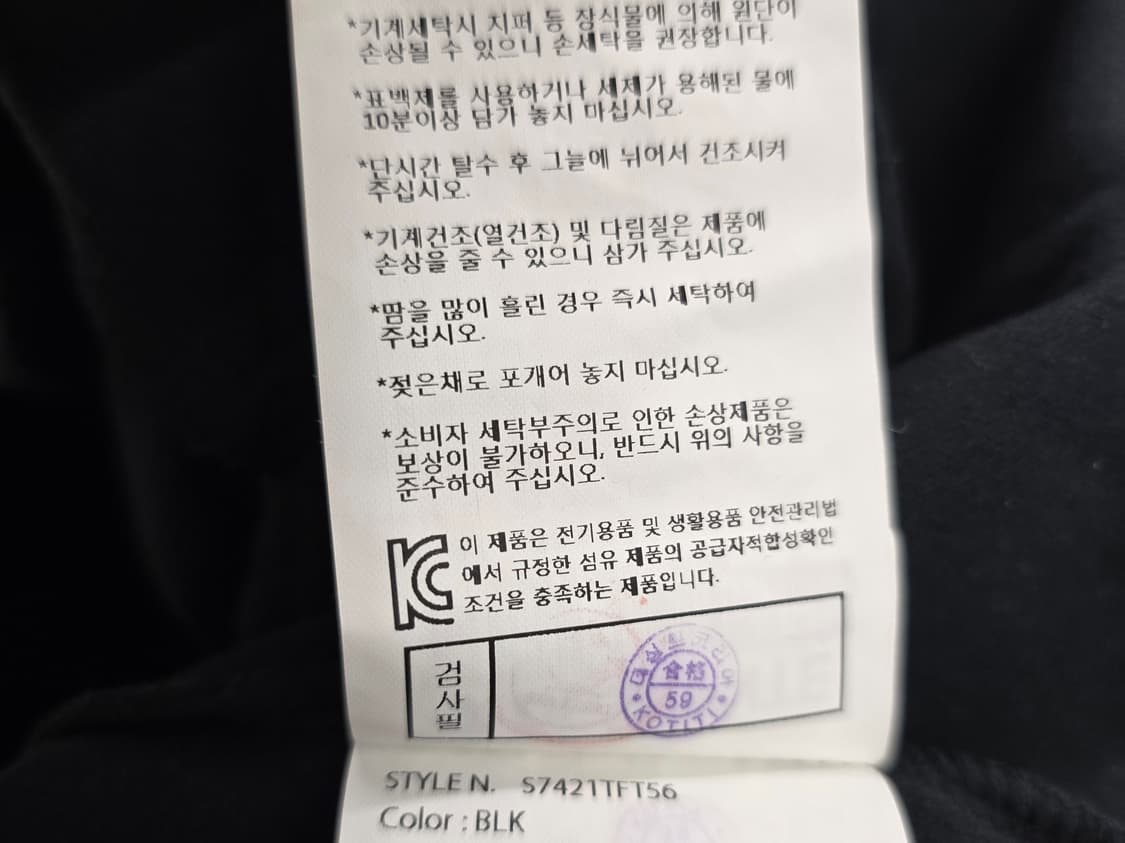 *기계세탁시 지퍼 등 장식물에 의해 원단이
손상될 수 있으니 손세탁을 권장합니다.
*표백제를 사용하거나 세제가 용해된 물에
10분이상 담가 놓지 마십시오.
*단시간 탈수 후 그늘에 뉘어서 건조시켜
주십시오.
*기계건조(열건조) 및 다림질은 제품에
손상을 줄 수 있으니 삼가 주십시오.
*땀을 많이 흘린 경우 즉시 세탁하여
주십시오.
*젖은채로 포개어 놓지 마십시오.
*소비자 세탁부주의로 인한 손상제품은
보상이 불가하오니, 반드시 위의 사항을
준수하여 주십시오.
KC
이 제품은 전기용품 및 생활용품 안전관리법
에서 규정한 섬유 제품의 공급자적합성확인
조건을 충족하는 제품입니다.
검사필
合格
59
KOTITI
STYLE N. S7421TFT56
Color : BLK